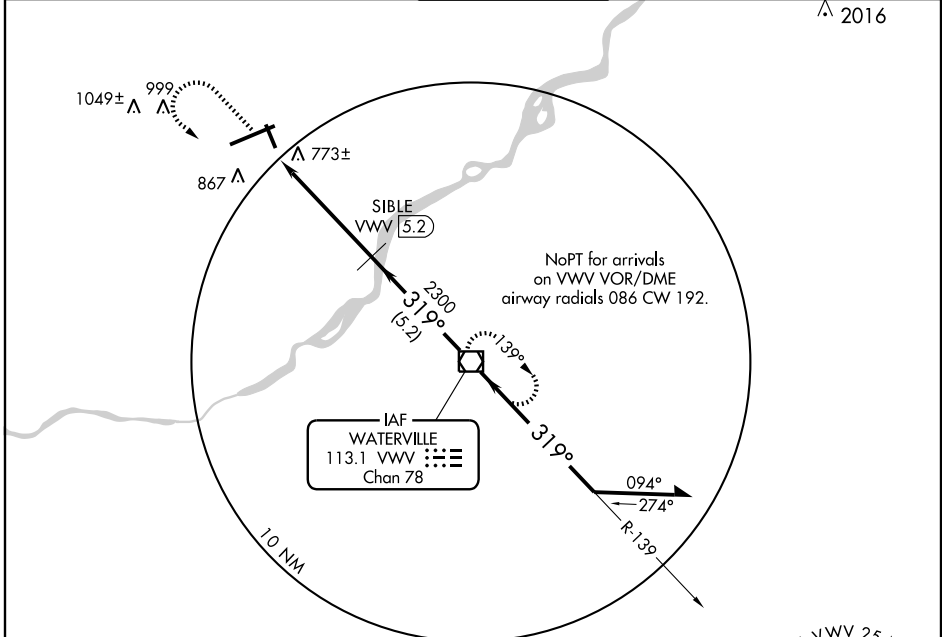 2016
999
1049±
773±
867
SIBLE
VWV 5.2
NoPT for arrivals
on VWV VOR/DME
airway radials 086 CW 192.
2300
319°
(5.2)
139°
IAF
WATERVILLE
113.1 VWV
Chan 78
319°
094°
274°
R-139
10 NM
VWV 25